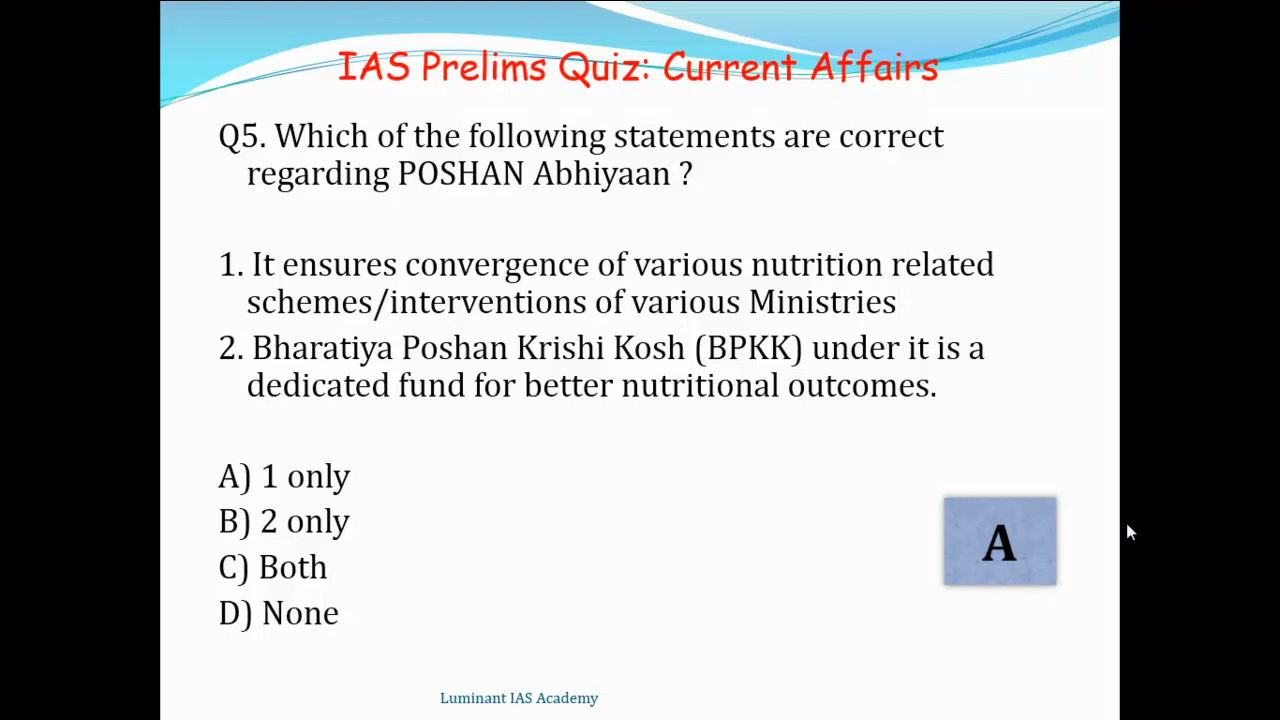 IAS Prelims Quiz: Current Affairs
Q5. Which of the following statements are correct
regarding POSHAN Abhiyaan ?
1. It ensures convergence of various nutrition related
schemes/interventions of various Ministries
2. Bharatiya Poshan Krishi Kosh (BPKK) under it is a
dedicated fund for better nutritional outcomes.
A) 1 only
B) 2 only
C) Both
D) None
A
Luminant IAS Academy